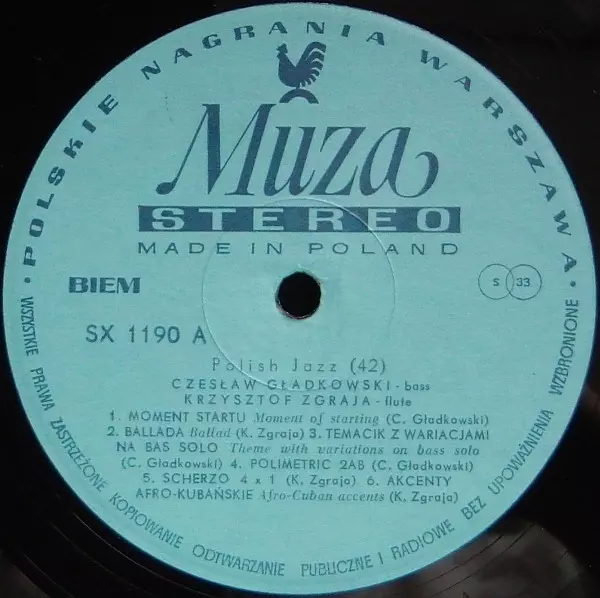 • POLSKIE NAGRANIA WARSZAWA •
Muza
STEREO
MADE IN POLAND
BIEM
S 33
SX 1190 A
Polish Jazz (42)
CZESŁAW GŁADKOWSKI - bass
KRZYSZTOF ZGRAJA - flute
1. MOMENT STARTU Moment of starting (C. Gładkowski)
2. BALLADA Ballad (K. Zgraja) 3. TEMACIK Z WARIACJAMI
NA BAS SOLO Theme with variations on bass solo
(C. Gładkowski) 4. POLIMETRIC 2AB (C. Gładkowski)
5. SCHERZO 4 x 1 (K. Zgraja) 6. AKCENTY
AFRO-KUBAŃSKIE Afro-Cuban accents (K. Zgraja)
WSZYSTKIE PRAWA ZASTRZEŻONE KOPIOWANIE ODTWARZANIE PUBLICZNE I RADIOWE BEZ UPOWAŻNIENIA WZBRONIONE